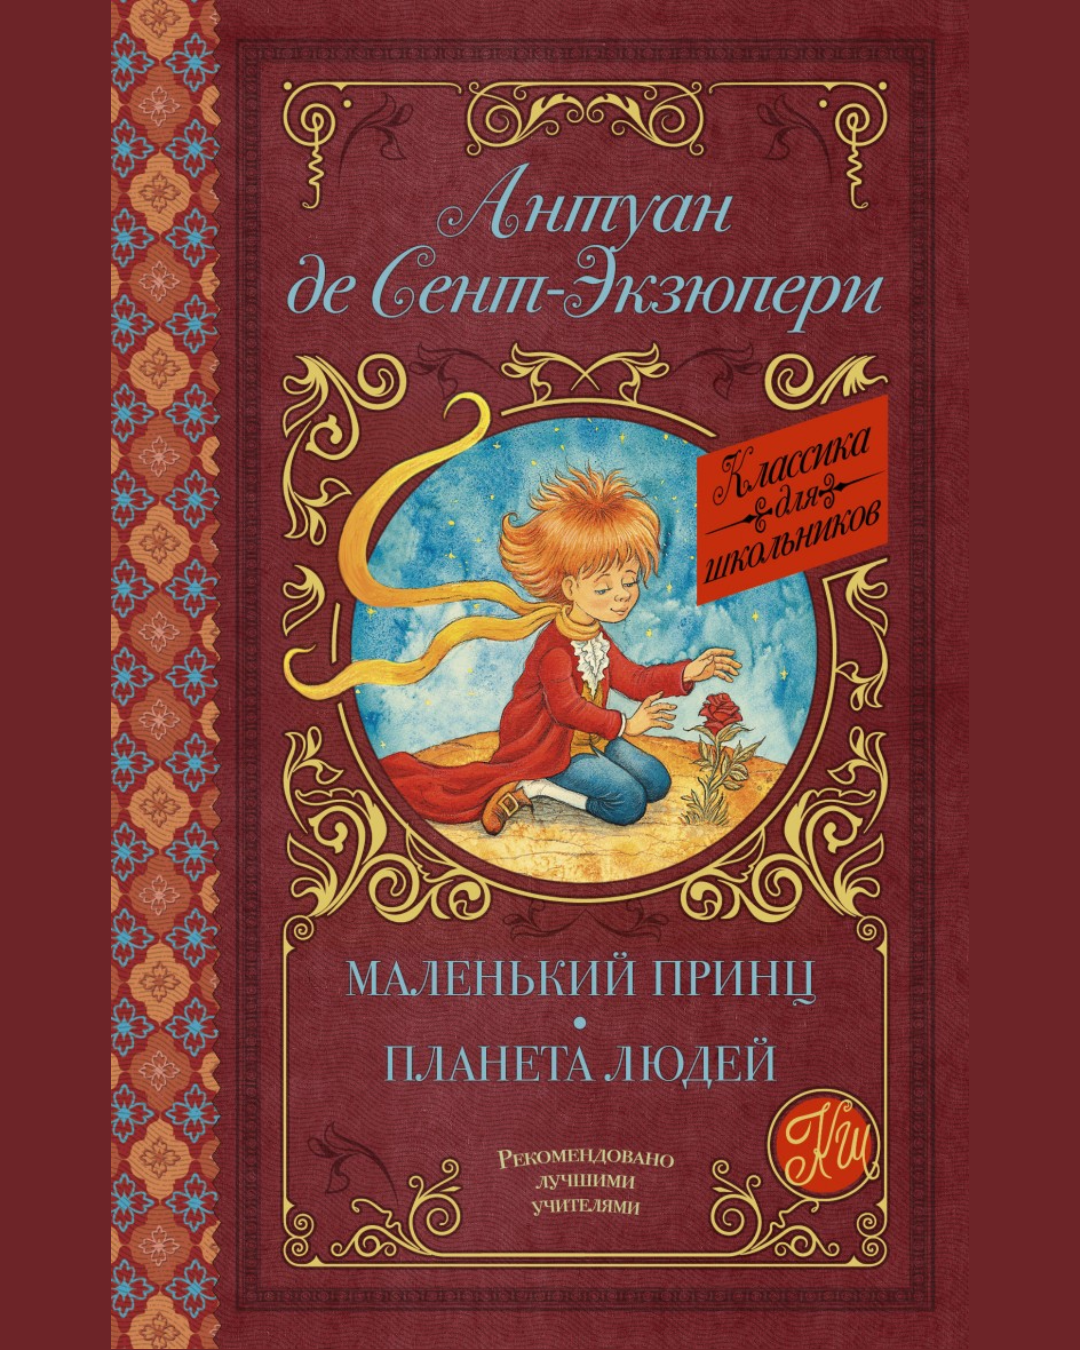 Антуан
де Сент-Экзюпери
Классика
для
школьников
МАЛЕНЬКИЙ ПРИНЦ
•
ПЛАНЕТА ЛЮДЕЙ
РЕКОМЕНДОВАНО
ЛУЧШИМИ
УЧИТЕЛЯМИ
КШ